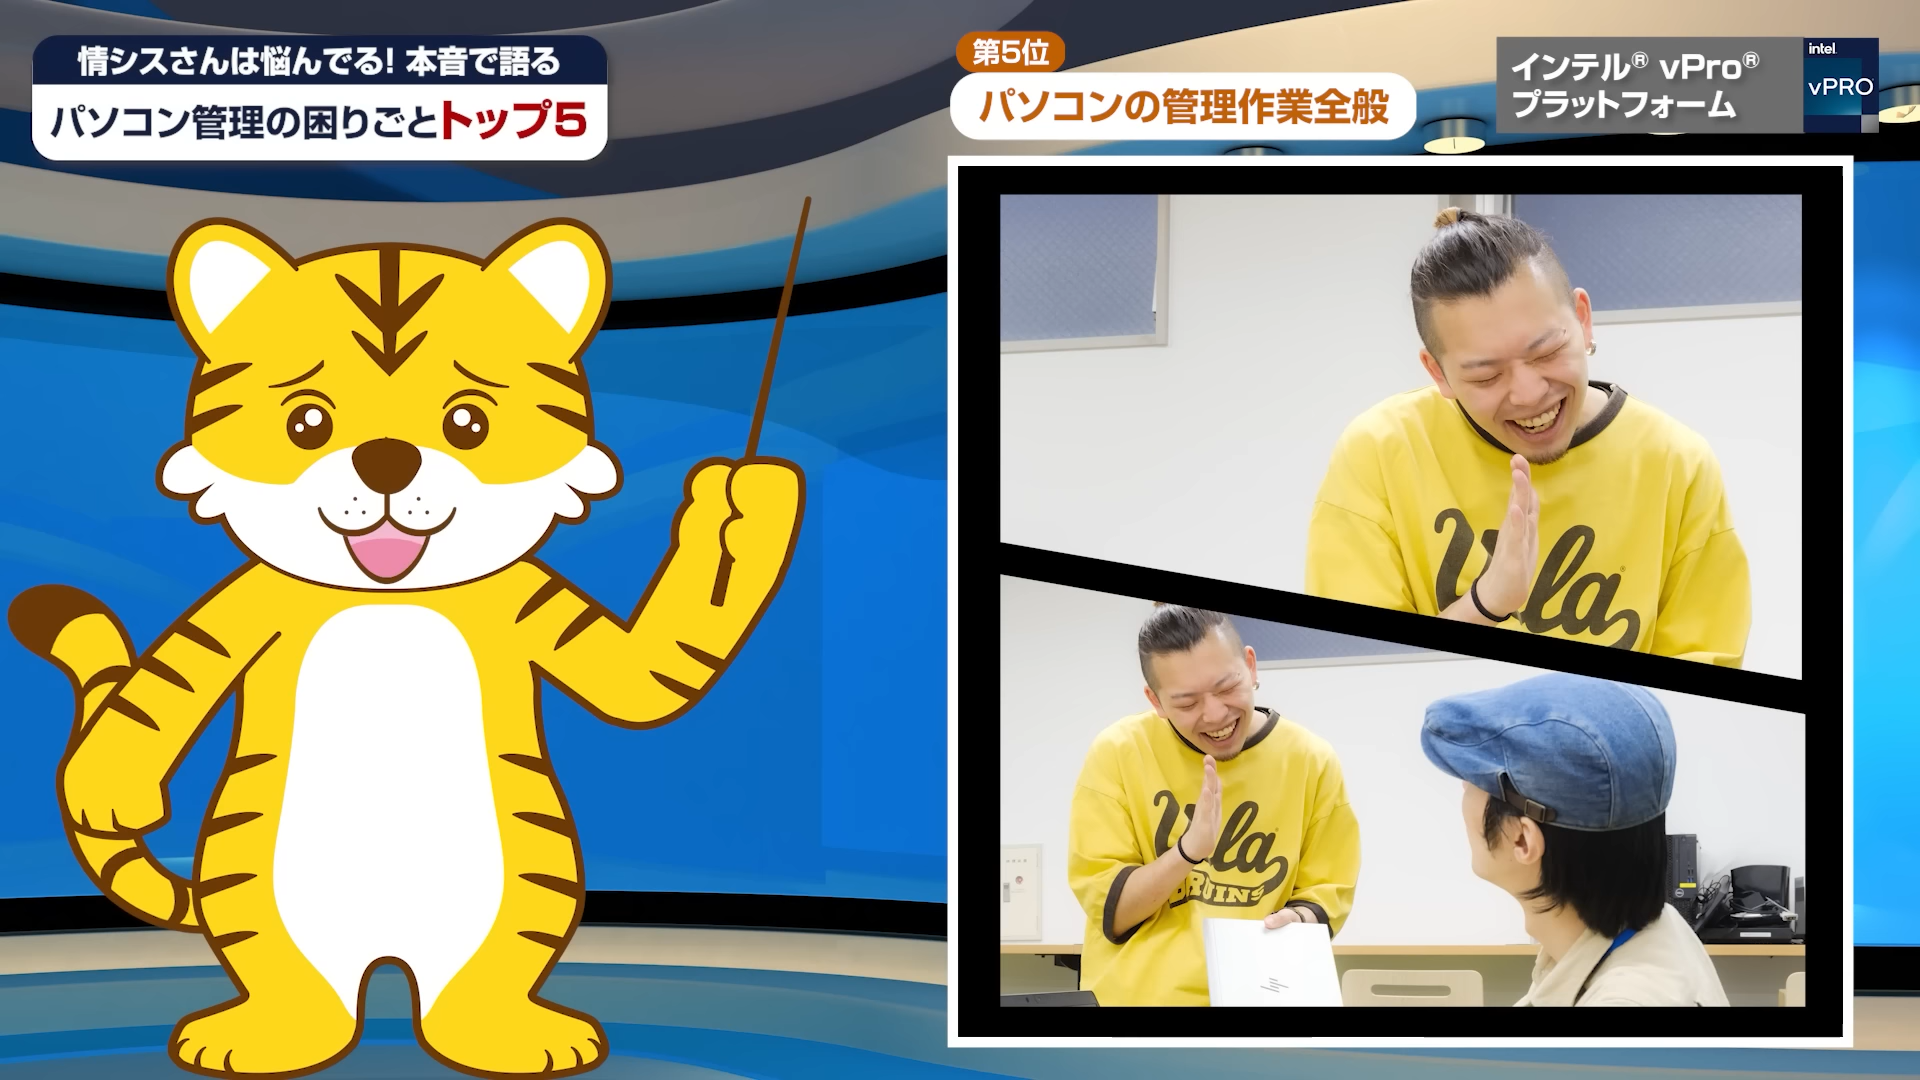 情シスさんは悩んでる! 本音で語る
パソコン管理の困りごとトップ5
第5位
パソコンの管理作業全般
インテル® vPro®
プラットフォーム
intel.
vPRO
BRUINS